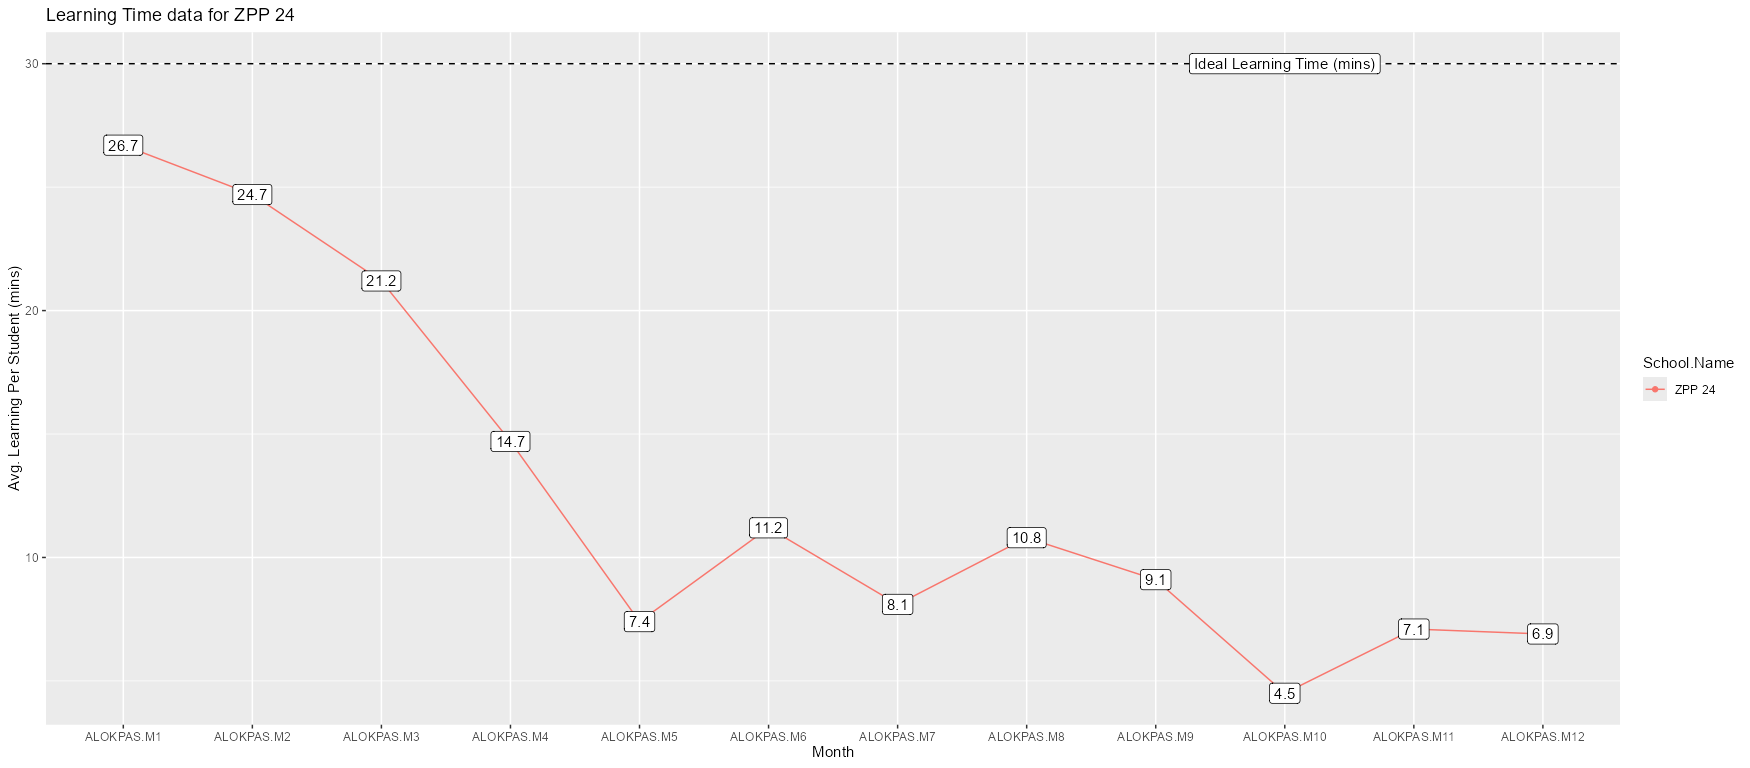 Learning Time data for ZPP 24
Avg. Learning Per Student (mins)
30
20
10
Ideal Learning Time (mins)
26.7
24.7
21.2
14.7
7.4
11.2
8.1
10.8
9.1
4.5
7.1
6.9
ALOKPAS.M1 ALOKPAS.M2 ALOKPAS.M3 ALOKPAS.M4 ALOKPAS.M5 ALOKPAS.M6 ALOKPAS.M7 ALOKPAS.M8 ALOKPAS.M9 ALOKPAS.M10 ALOKPAS.M11 ALOKPAS.M12
Month
School.Name
ZPP 24